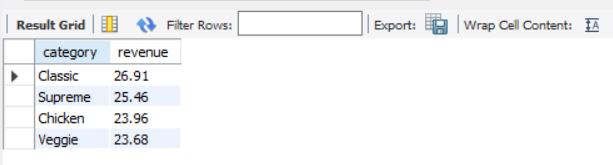 Result Grid Filter Rows: Export: Wrap Cell Content: IA
category revenue
Classic 26.91
Supreme 25.46
Chicken 23.96
Veggie 23.68